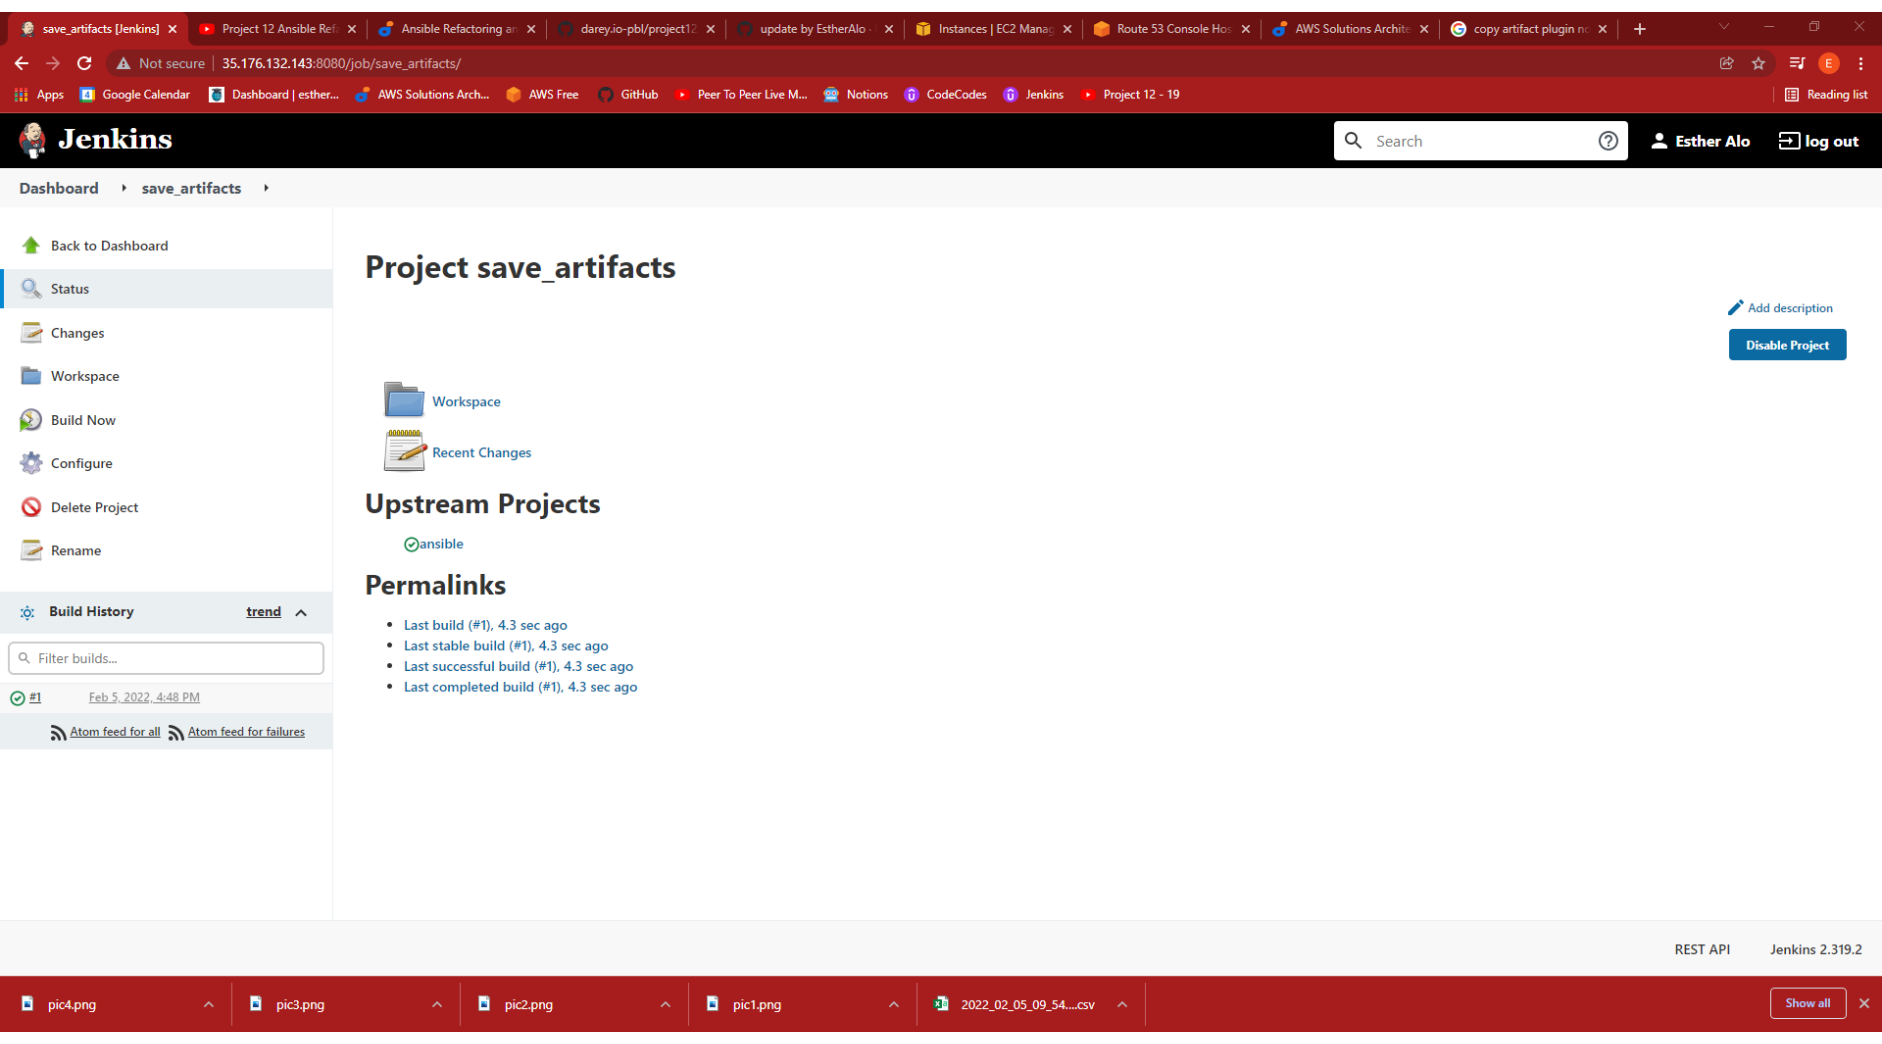 save_artifacts [Jenkins]
Project 12 Ansible Refa
Ansible Refactoring an
darey.io-pbl/project12.
update by EstherAlo ·
Instances | EC2 Manag
Route 53 Console Hos
AWS Solutions Archite
copy artifact plugin no
Not secure
35.176.132.143:8080/job/save_artifacts/
E
Apps
Google Calendar
Dashboard | esther...
AWS Solutions Arch...
AWS Free
GitHub
Peer To Peer Live M...
Notions
CodeCodes
Jenkins
Project 12 - 19
Reading list
Jenkins
Search
Esther Alo
log out
Dashboard
save_artifacts
Back to Dashboard
Status
Changes
Workspace
Build Now
Configure
Delete Project
Rename
Build History
trend
Filter builds...
#1
Feb 5, 2022, 4:48 PM
Atom feed for all
Atom feed for failures
Project save_artifacts
Add description
Disable Project
Workspace
Recent Changes
Upstream Projects
ansible
Permalinks
Last build (#1), 4.3 sec ago
Last stable build (#1), 4.3 sec ago
Last successful build (#1), 4.3 sec ago
Last completed build (#1), 4.3 sec ago
REST API
Jenkins 2.319.2
pic4.png
pic3.png
pic2.png
pic1.png
2022_02_05_09_54....csv
Show all